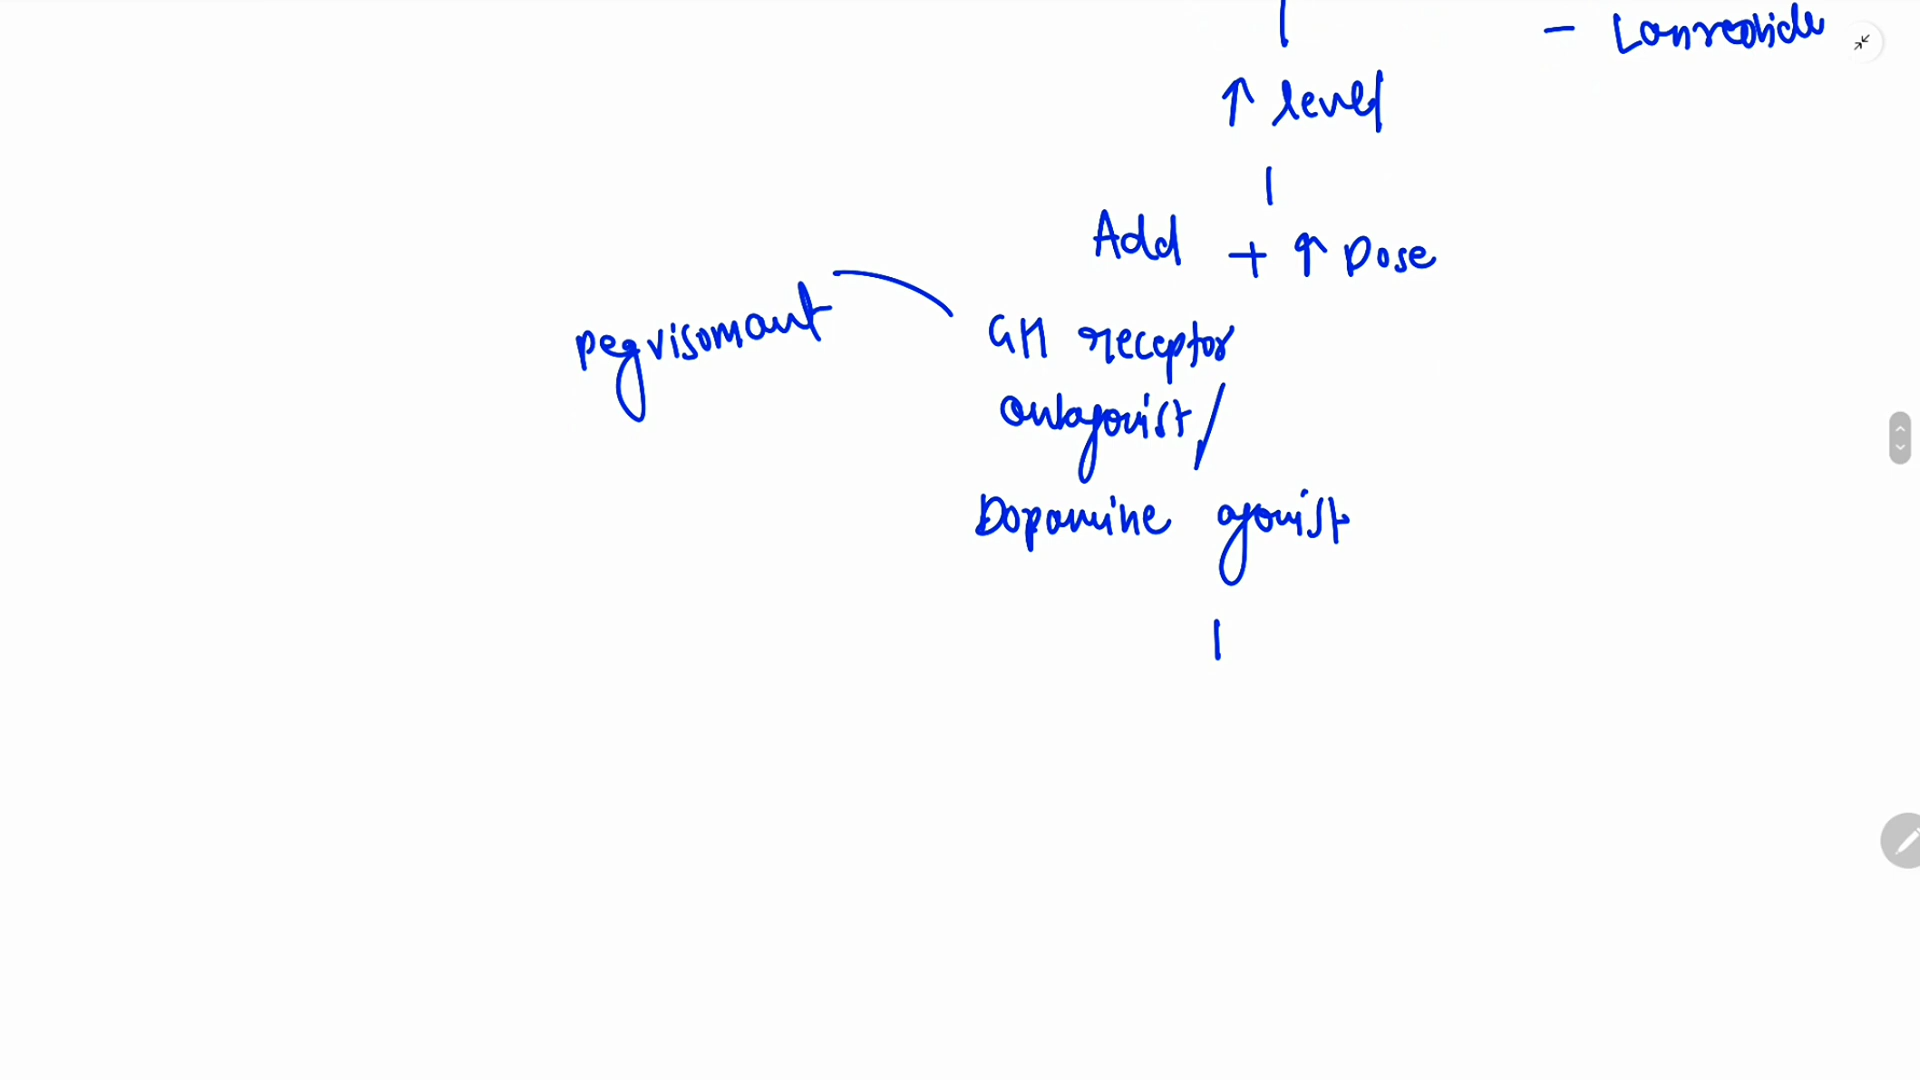 - Lanreotide
↑ level
Add + ↑ Dose
pegvisomant
GH receptor
antagonist/
Dopamine agonist